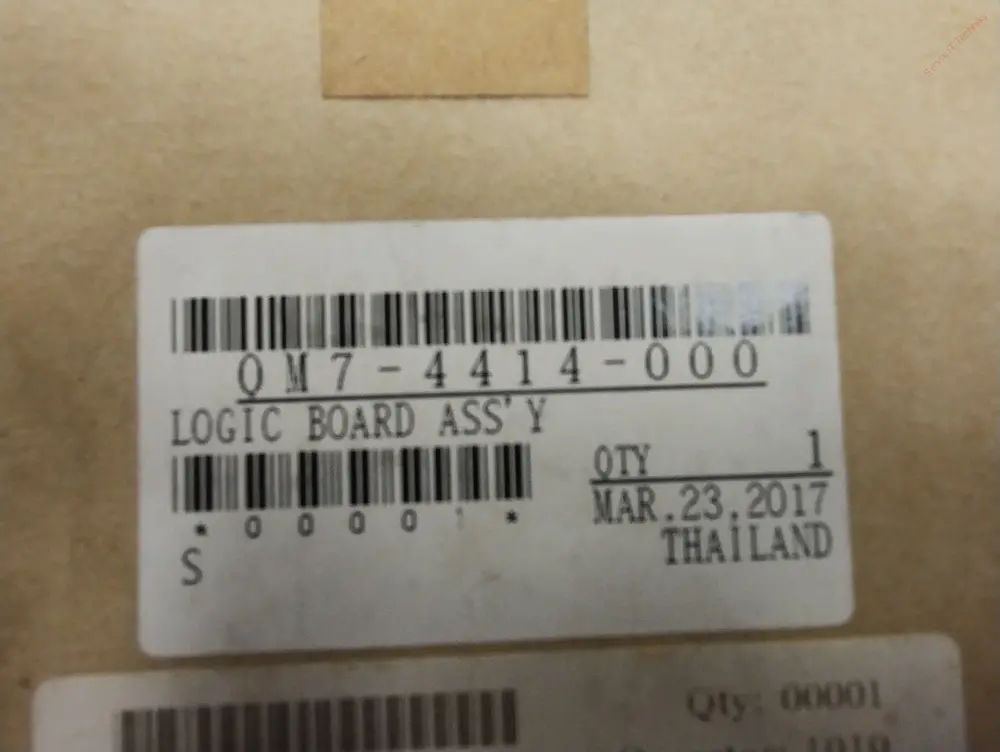 QM7-4414-000
LOGIC BOARD ASS'Y
*00001*
QTY 1
MAR.23.2017
S
THAILAND
Qty: 00001